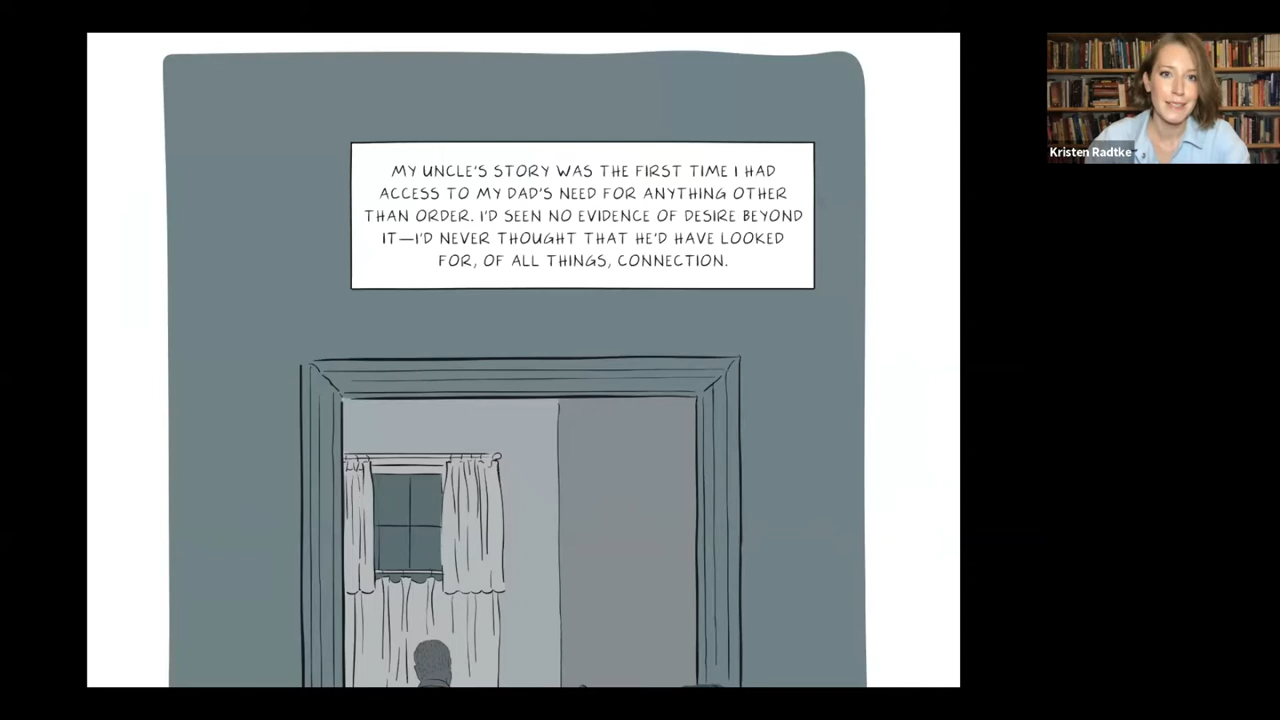 MY UNCLE'S STORY WAS THE FIRST TIME I HAD
ACCESS TO MY DAD'S NEED FOR ANYTHING OTHER
THAN ORDER. I'D SEEN NO EVIDENCE OF DESIRE BEYOND
IT—I'D NEVER THOUGHT THAT HE'D HAVE LOOKED
FOR, OF ALL THINGS, CONNECTION.
Kristen Radtke